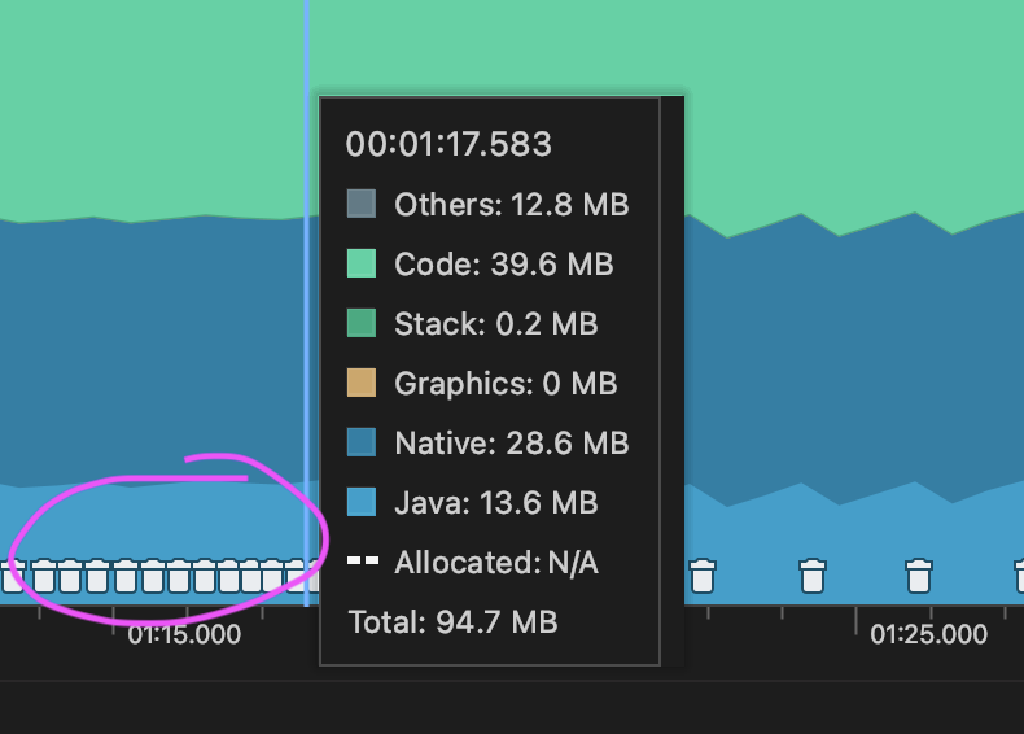 00:01:17.583
Others: 12.8 MB
Code: 39.6 MB
Stack: 0.2 MB
Graphics: 0 MB
Native: 28.6 MB
Java: 13.6 MB
Allocated: N/A
Total: 94.7 MB
01:15.000
01:25.000